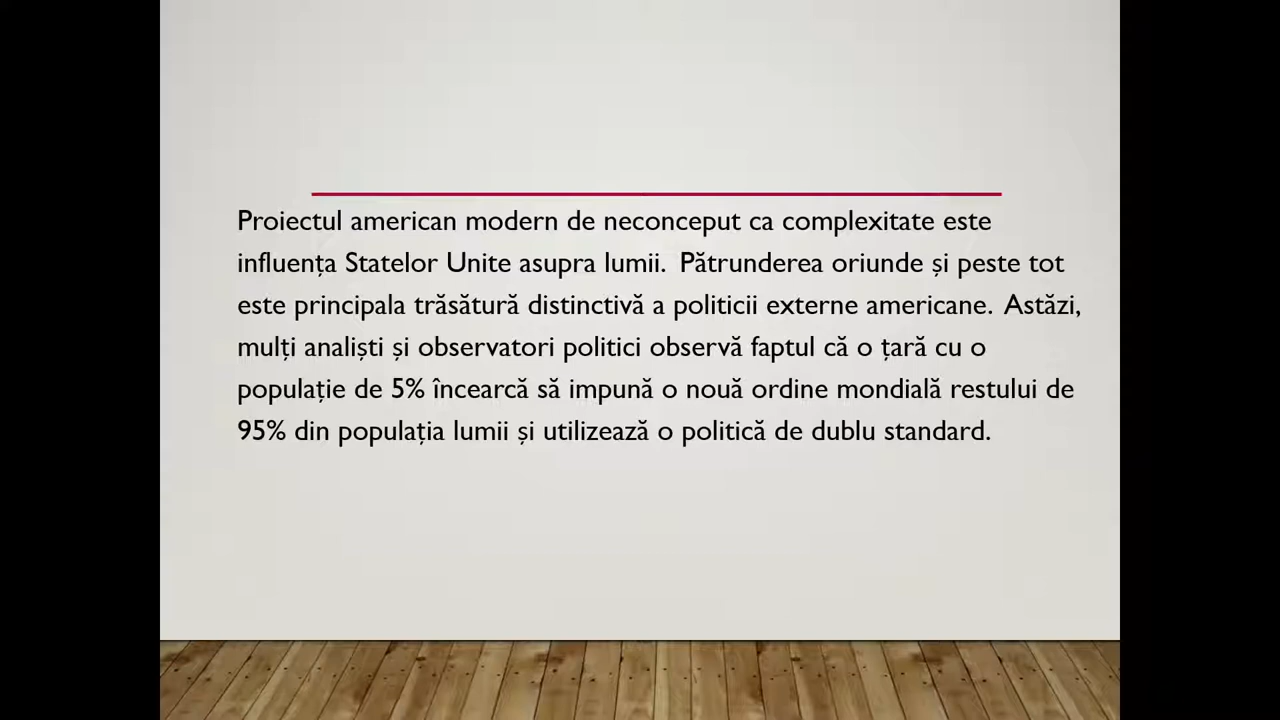 Proiectul american modern de neconceput ca complexitate este
influența Statelor Unite asupra lumii. Pătrunderea oriunde și peste tot
este principala trăsătură distinctivă a politicii externe americane. Astăzi,
mulți analiști și observatori politici observă faptul că o țară cu o
populație de 5% încearcă să impună o nouă ordine mondială restului de
95% din populația lumii și utilizează o politică de dublu standard.